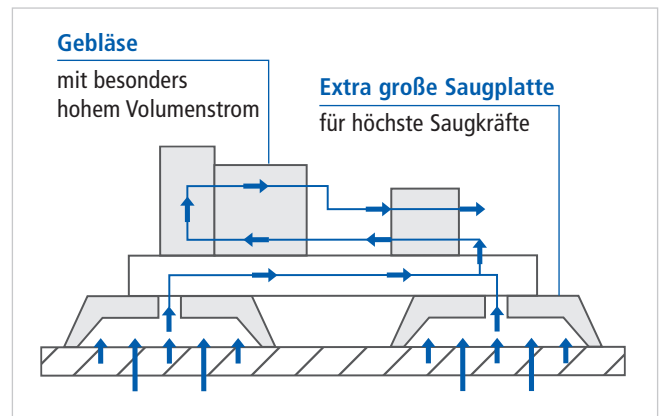 Gebläse
mit besonders
hohem Volumenstrom
Extra große Saugplatte
für höchste Saugkräfte